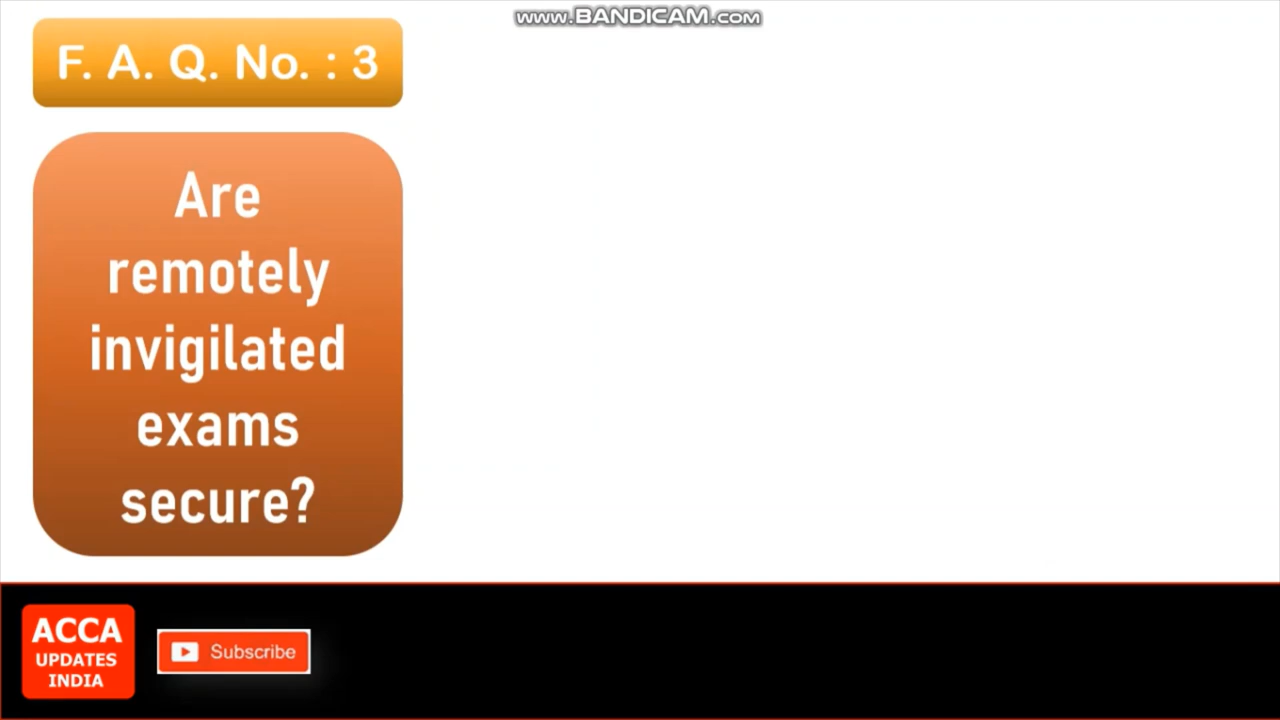 www.BANDICAM.com
F. A. Q. No. : 3
Are
remotely
invigilated
exams
secure?
ACCA
UPDATES
INDIA
Subscribe